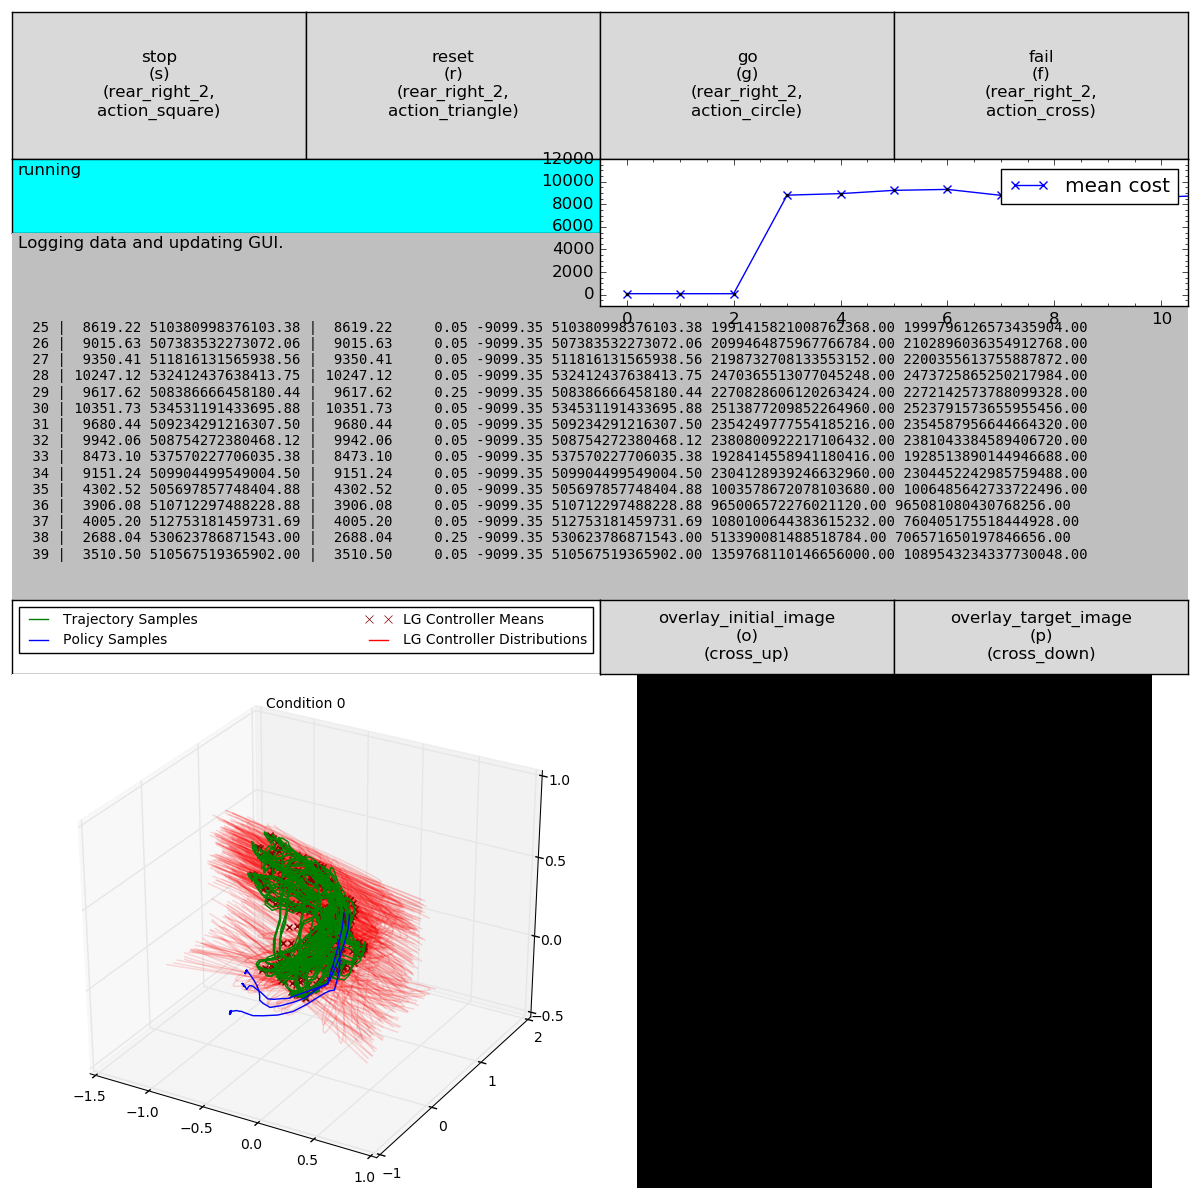 stop
(s)
(rear_right_2,
action_square)
reset
(r)
(rear_right_2,
action_triangle)
go
(g)
(rear_right_2,
action_circle)
fail
(f)
(rear_right_2,
action_cross)
running
12000
10000
8000
6000
4000
2000
0
mean cost
0 2 4 6 8 10
Logging data and updating GUI.
25 | 8619.22 510380998376103.38 | 8619.22 0.05 -9099.35 510380998376103.38 1991415821008762368.00 1999796126573435904.00
26 | 9015.63 507383532273072.06 | 9015.63 0.05 -9099.35 507383532273072.06 2099464875967766784.00 2102896036354912768.00
27 | 9350.41 511816131565938.56 | 9350.41 0.05 -9099.35 511816131565938.56 2198732708133553152.00 2200355613755887872.00
28 | 10247.12 532412437638413.75 | 10247.12 0.05 -9099.35 532412437638413.75 2470365513077045248.00 2473725865250217984.00
29 | 9617.62 508386666458180.44 | 9617.62 0.25 -9099.35 508386666458180.44 2270828606120263424.00 2272142573788099328.00
30 | 10351.73 534531191433695.88 | 10351.73 0.05 -9099.35 534531191433695.88 2513877209852264960.00 2523791573655955456.00
31 | 9680.44 509234291216307.50 | 9680.44 0.05 -9099.35 509234291216307.50 2354249777554185216.00 2354587956644664320.00
32 | 9942.06 508754272380468.12 | 9942.06 0.05 -9099.35 508754272380468.12 2380800922217106432.00 2381043384589406720.00
33 | 8473.10 537570227706035.38 | 8473.10 0.05 -9099.35 537570227706035.38 1928414558941180416.00 1928513890144946688.00
34 | 9151.24 509904499549004.50 | 9151.24 0.05 -9099.35 509904499549004.50 2304128939246632960.00 2304452242985759488.00
35 | 4302.52 505697857748404.88 | 4302.52 0.05 -9099.35 505697857748404.88 1003578672078103680.00 1006485642733722496.00
36 | 3906.08 510712297488228.88 | 3906.08 0.05 -9099.35 510712297488228.88 965006572276021120.00 965081080430768256.00
37 | 4005.20 512753181459731.69 | 4005.20 0.05 -9099.35 512753181459731.69 1080100644383615232.00 760405175518444928.00
38 | 2688.04 530623786871543.00 | 2688.04 0.25 -9099.35 530623786871543.00 513390081488518784.00 706571650197846656.00
39 | 3510.50 510567519365902.00 | 3510.50 0.05 -9099.35 510567519365902.00 1359768110146656000.00 1089543234337730048.00
Trajectory Samples
Policy Samples
LG Controller Means
LG Controller Distributions
overlay_initial_image
(o)
(cross_up)
overlay_target_image
(p)
(cross_down)
Condition 0
1.0
0.5
0.0
−0.5
2
1
0
−1
−1.5
−1.0
−0.5
0.0
0.5
1.0